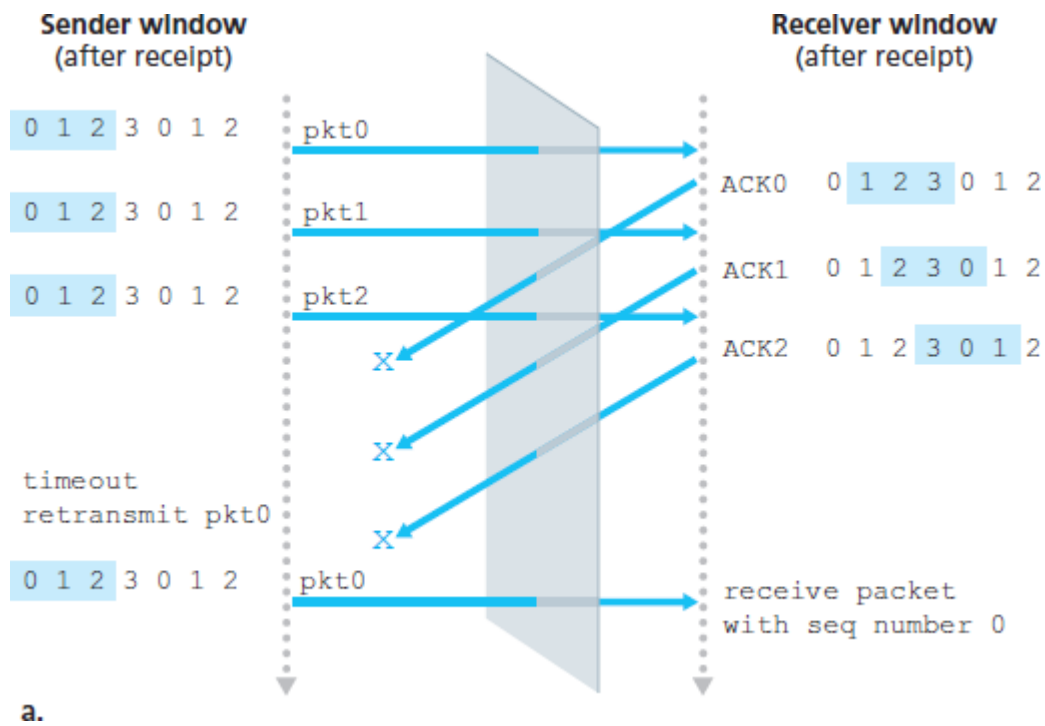 Sender window
(after receipt)
Receiver window
(after receipt)
0 1 2 3 0 1 2
pkt0
ACK0 0 1 2 3 0 1 2
0 1 2 3 0 1 2
pkt1
ACK1 0 1 2 3 0 1 2
0 1 2 3 0 1 2
pkt2
ACK2 0 1 2 3 0 1 2
X
X
timeout
retransmit pkt0
X
0 1 2 3 0 1 2
pkt0
receive packet
with seq number 0
a.